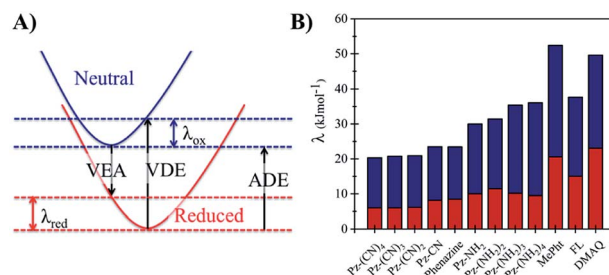 A)
Neutral
λox
VEA
VDE
ADE
λred
Reduced
B)
60
50
40
30
20
10
0
λ (kJmol⁻¹)
Pz-(CN)4
Pz-(CN)3
Pz-(CN)2
Pz-CN
Phenazine
Pz-NH2
Pz-(NH2)2
Pz-(NH2)3
Pz-(NH2)4
MePht
FL
DMAQ